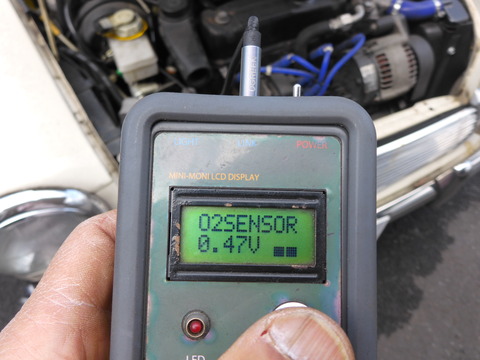 POWER
MINI-MONI LCD DISPLAY
O2SENSOR
0.47V
LED